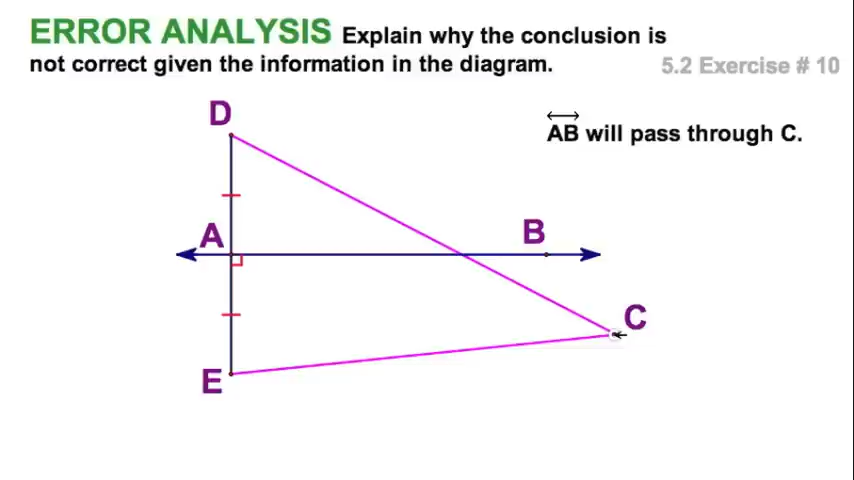 ERROR ANALYSIS Explain why the conclusion is
not correct given the information in the diagram.
5.2 Exercise # 10
D
AB will pass through C.
A
B
C
E